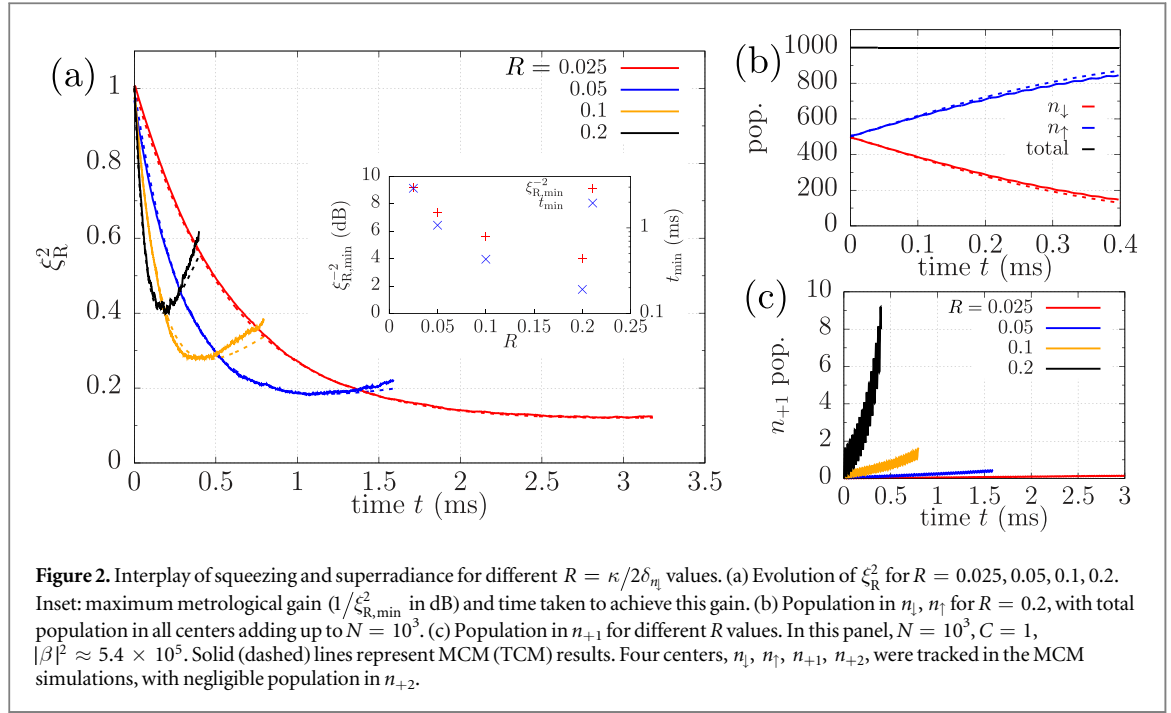 (a)
R = 0.025
0.05
0.1
0.2
1
0.8
0.6
0.4
0.2
0
ξ²_R
0 0.5 1 1.5 2 2.5 3 3.5
time t (ms)
10
8
6
4
2
0
ξ⁻²_R,min (dB)
ξ⁻²_R,min
t_min
1
0.1
t_min (ms)
0 0.05 0.1 0.15 0.2 0.25
R
(b)
1000
800
600
400
200
0
pop.
n↓
n↑
total
0 0.1 0.2 0.3 0.4
time t (ms)
(c)
10
8
6
4
2
0
n₊₁ pop.
R = 0.025
0.05
0.1
0.2
0 0.5 1 1.5 2 2.5 3
time t (ms)
Figure 2. Interplay of squeezing and superradiance for different R = κ/2δ_n↓ values. (a) Evolution of ξ²_R for R = 0.025, 0.05, 0.1, 0.2.
Inset: maximum metrological gain (1/ξ²_R,min in dB) and time taken to achieve this gain. (b) Population in n↓, n↑ for R = 0.2, with total
population in all centers adding up to N = 10³. (c) Population in n₊₁ for different R values. In this panel, N = 10³, C = 1,
|β|² ≈ 5.4 × 10⁵. Solid (dashed) lines represent MCM (TCM) results. Four centers, n↓, n↑, n₊₁, n₊₂, were tracked in the MCM
simulations, with negligible population in n₊₂.